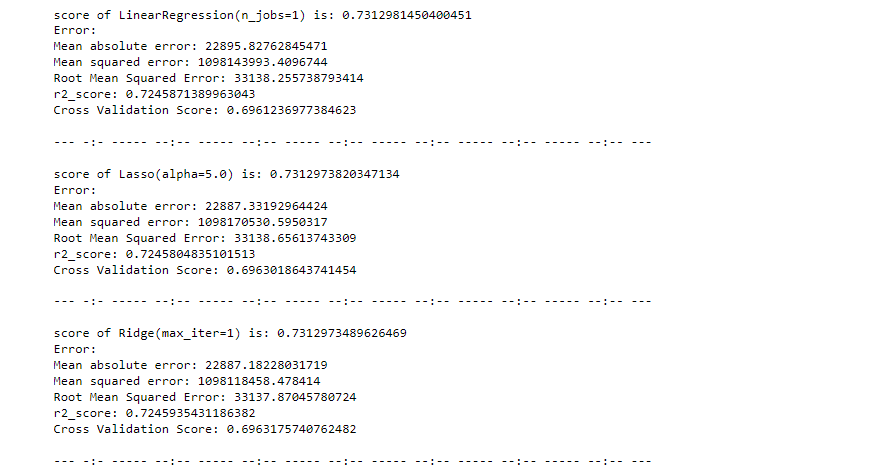 score of LinearRegression(n_jobs=1) is: 0.7312981450400451
Error:
Mean absolute error: 22895.82762845471
Mean squared error: 1098143993.4096744
Root Mean Squared Error: 33138.255738793414
r2_score: 0.7245871389963043
Cross Validation Score: 0.6961236977384623
--- -:- ----- --:-- ----- --:-- ----- --:-- ----- --:-- ----- --:-- ----- --:-- ---
score of Lasso(alpha=5.0) is: 0.7312973820347134
Error:
Mean absolute error: 22887.33192964424
Mean squared error: 1098170530.5950317
Root Mean Squared Error: 33138.65613743309
r2_score: 0.7245804835101513
Cross Validation Score: 0.6963018643741454
--- -:- ----- --:-- ----- --:-- ----- --:-- ----- --:-- ----- --:-- ----- --:-- ---
score of Ridge(max_iter=1) is: 0.7312973489626469
Error:
Mean absolute error: 22887.18228031719
Mean squared error: 1098118458.478414
Root Mean Squared Error: 33137.87045780724
r2_score: 0.7245935431186382
Cross Validation Score: 0.6963175740762482
--- -:- ----- --:-- ----- --:-- ----- --:-- ----- --:-- ----- --:-- ----- --:-- ---